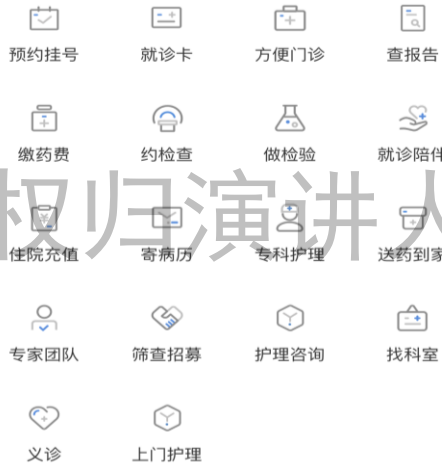 预约挂号 就诊卡 方便门诊 查报告
缴药费 约检查 做检验 就诊陪伴
权归演讲人
住院充值 寄病历 专科护理 送药到家
专家团队 筛查招募 护理咨询 找科室
义诊 上门护理